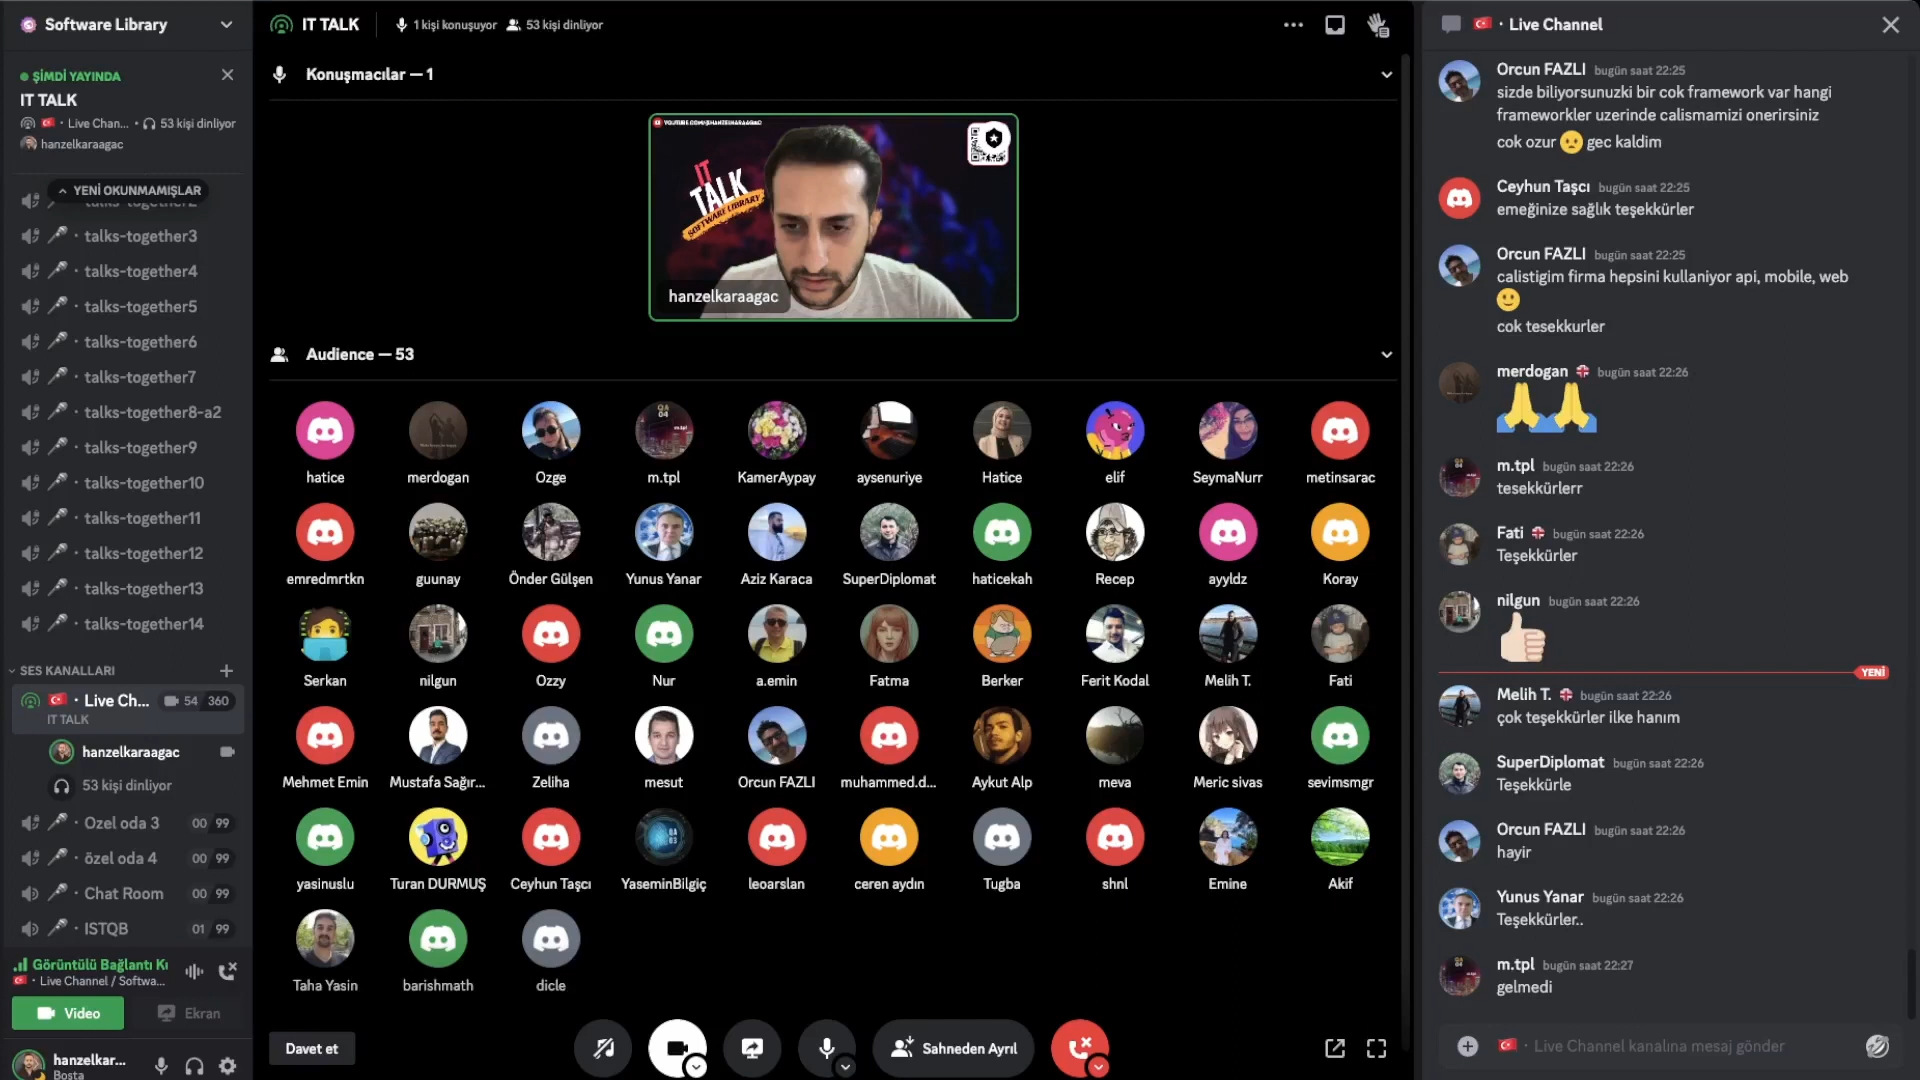 Software Library
ŞİMDİ YAYINDA
IT TALK
· Live Chan... · 53 kişi dinliyor
hanzelkaraagac
YENİ OKUNMAMIŞLAR
· talks-together3
· talks-together4
· talks-together5
· talks-together6
· talks-together7
· talks-together8-a2
· talks-together9
· talks-together10
· talks-together11
· talks-together12
· talks-together13
· talks-together14
SES KANALLARI
· Live Ch... 54 360
IT TALK
hanzelkaraagac
53 kişi dinliyor
· Ozel oda 3 00 99
· özel oda 4 00 99
· Chat Room 00 99
· ISTQB 01 99
Görüntülü Bağlantı Kı
· Live Channel / Softwa...
Video
Ekran
hanzelkar...
Bosta
IT TALK
1 kişi konuşuyor
53 kişi dinliyor
Konuşmacılar — 1
YOUTUBE.COM/@HANZELKARAAGAC
IT
TALK
SOFTWARE LIBRARY
hanzelkaraagac
Audience — 53
hatice merdogan Ozge m.tpl KamerAypay aysenuriye Hatice elif SeymaNurr metinsarac
emredmrtkn guunay Önder Gülşen Yunus Yanar Aziz Karaca SuperDiplomat haticekah Recep ayyldz Koray
Serkan nilgun Ozzy Nur a.emin Fatma Berker Ferit Kodal Melih T. Fati
Mehmet Emin Mustafa Sağır... Zeliha mesut Orcun FAZLI muhammed.d... Aykut Alp meva Meric sivas sevimsmgr
yasinuslu Turan DURMUŞ Ceyhun Taşcı YaseminBilgiç leoarslan ceren aydın Tugba shnl Emine Akif
Taha Yasin barishmath dicle
Davet et
Sahneden Ayrıl
· Live Channel
Orcun FAZLI bugün saat 22:25
sizde biliyorsunuzki bir cok framework var hangi
frameworkler uzerinde calismamizi onerirsiniz
cok ozur 😟 gec kaldim
Ceyhun Taşcı bugün saat 22:25
emeğinize sağlık teşekkürler
Orcun FAZLI bugün saat 22:25
calistigim firma hepsini kullaniyor api, mobile, web
🙂
cok tesekkurler
merdogan bugün saat 22:26
🙏🙏
m.tpl bugün saat 22:26
tesekkürlerr
Fati bugün saat 22:26
Teşekkürler
nilgun bugün saat 22:26
👍🏻
YENİ
Melih T. bugün saat 22:26
çok teşekkürler ilke hanım
SuperDiplomat bugün saat 22:26
Teşekkürle
Orcun FAZLI bugün saat 22:26
hayir
Yunus Yanar bugün saat 22:26
Teşekkürler..
m.tpl bugün saat 22:27
gelmedi
· Live Channel kanalına mesaj gönder